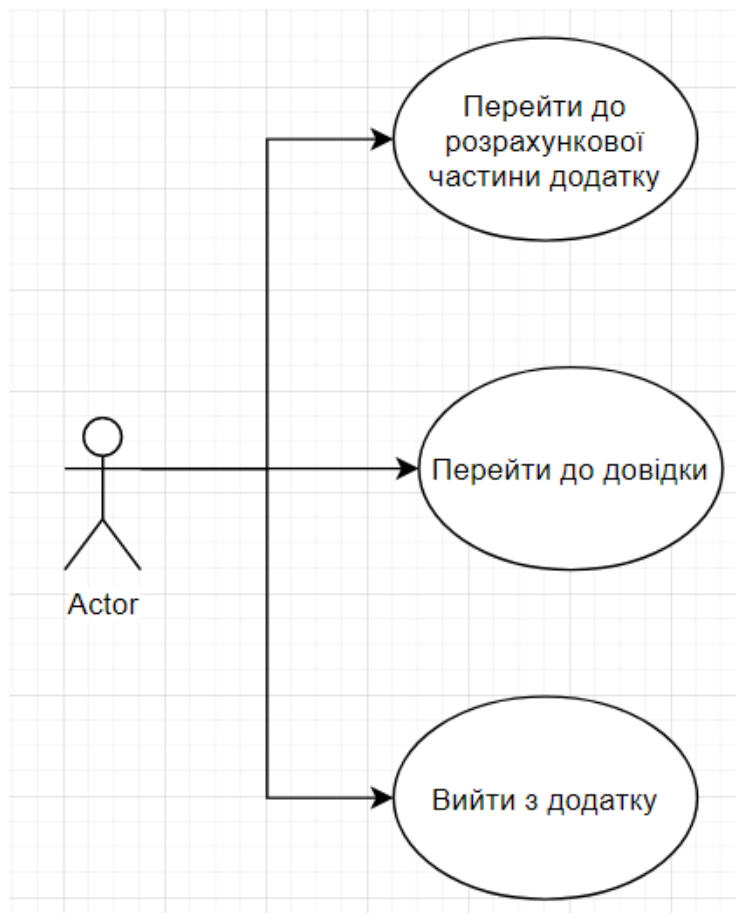 Перейти до
розрахункової
частини додатку
Перейти до довідки
Actor
Вийти з додатку